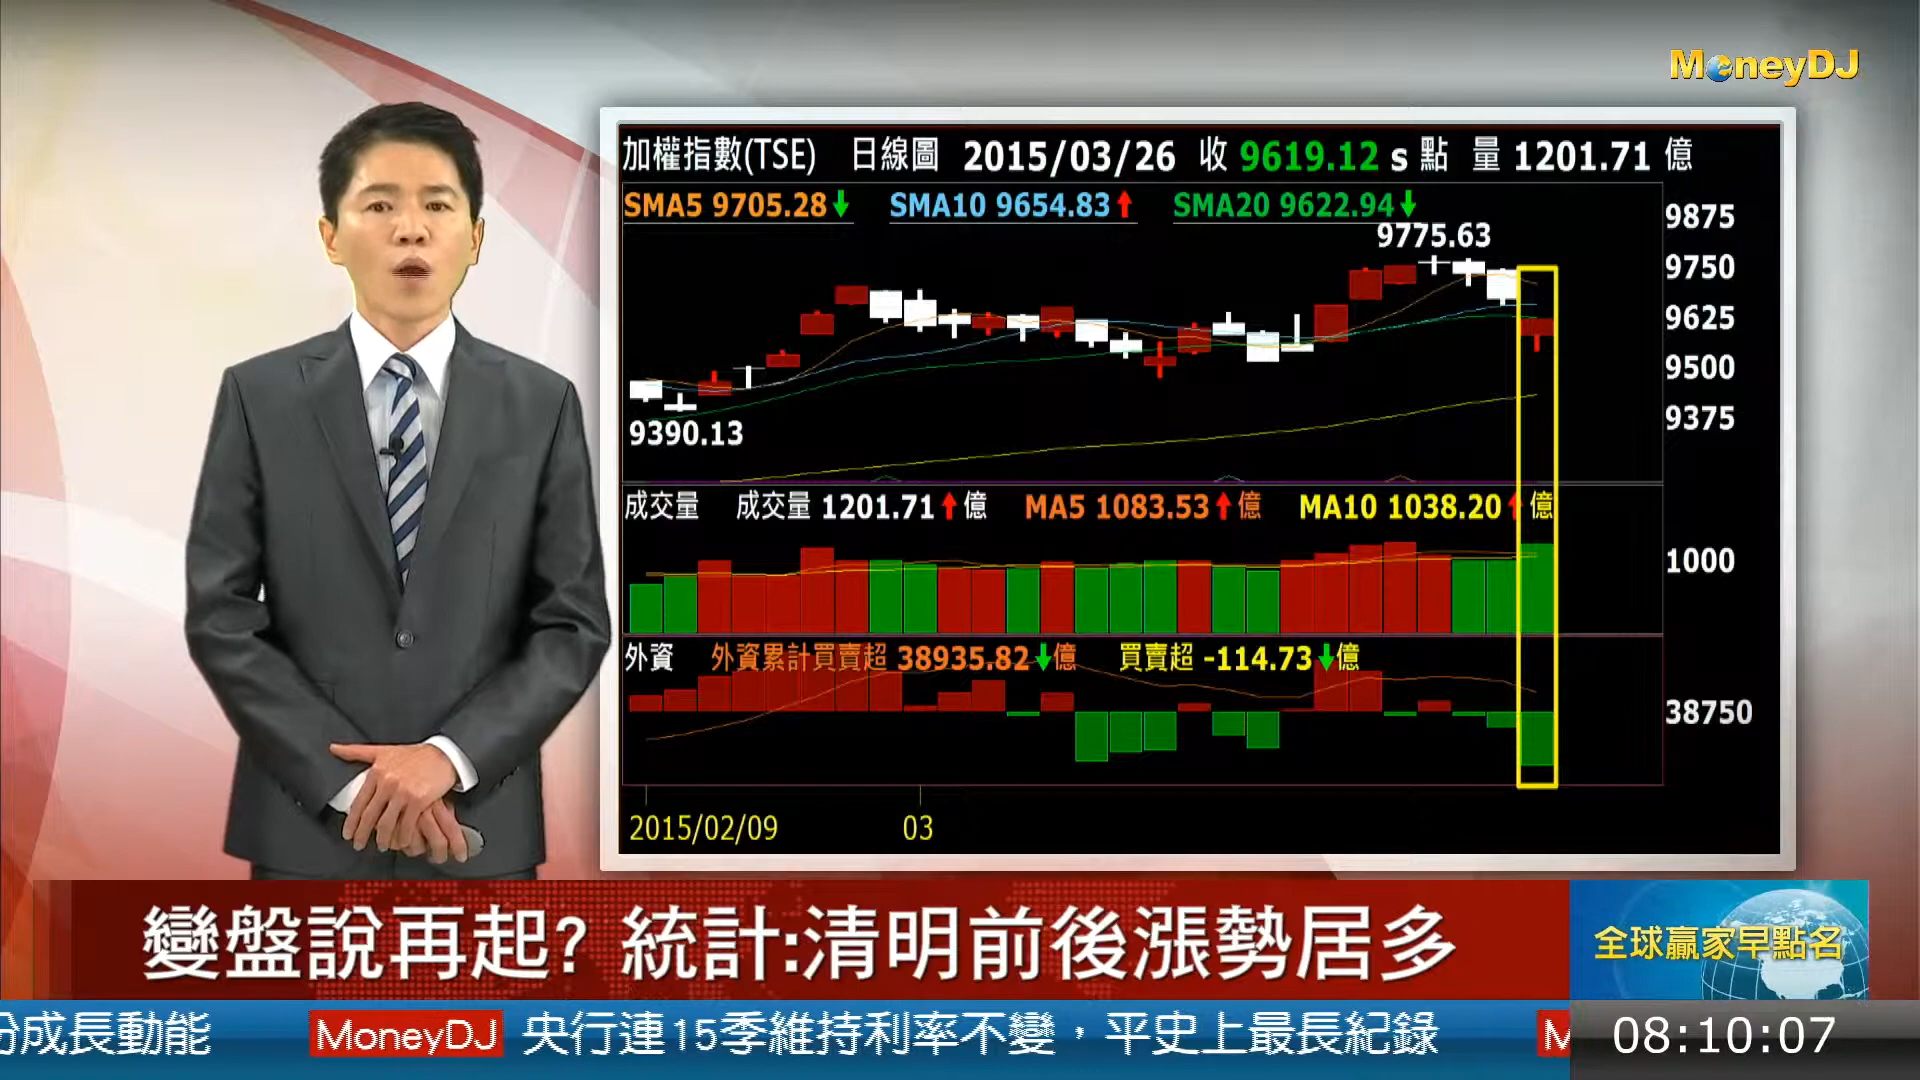 MoneyDJ
加權指數(TSE) 日線圖 2015/03/26 收 9619.12 s 點 量 1201.71 億
SMA5 9705.28↓ SMA10 9654.83↑ SMA20 9622.94↓
9875
9775.63
9750
9625
9500
9375
9390.13
成交量 成交量 1201.71↑億 MA5 1083.53↑億 MA10 1038.20↑億
1000
外資 外資累計買賣超 38935.82↓億 買賣超 -114.73↓億
38750
2015/02/09 03
變盤說再起? 統計:清明前後漲勢居多
全球贏家早點名
成長動能 MoneyDJ 央行連15季維持利率不變，平史上最長紀錄
08:10:07